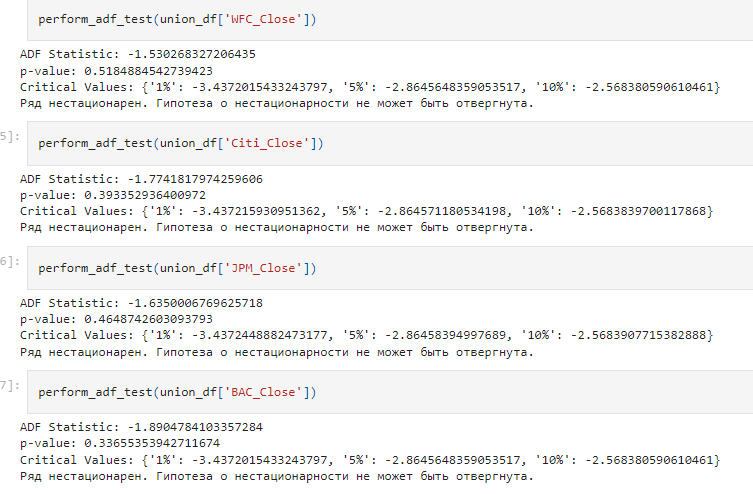 perform_adf_test(union_df['WFC_Close'])
ADF Statistic: -1.530268327206435
p-value: 0.5184884542739423
Critical Values: {'1%': -3.4372015433243797, '5%': -2.8645648359053517, '10%': -2.568380590610461}
Ряд нестационарен. Гипотеза о нестационарности не может быть отвергнута.
5]:
perform_adf_test(union_df['Citi_Close'])
ADF Statistic: -1.7741817974259606
p-value: 0.393352936400972
Critical Values: {'1%': -3.437215930951362, '5%': -2.864571180534198, '10%': -2.5683839700117868}
Ряд нестационарен. Гипотеза о нестационарности не может быть отвергнута.
6]:
perform_adf_test(union_df['JPM_Close'])
ADF Statistic: -1.6350006769625718
p-value: 0.4648742603093793
Critical Values: {'1%': -3.4372448882473177, '5%': -2.86458394997689, '10%': -2.5683907715382888}
Ряд нестационарен. Гипотеза о нестационарности не может быть отвергнута.
7]:
perform_adf_test(union_df['BAC_Close'])
ADF Statistic: -1.8904784103357284
p-value: 0.33655353942711674
Critical Values: {'1%': -3.4372015433243797, '5%': -2.8645648359053517, '10%': -2.568380590610461}
Ряд нестационарен. Гипотеза о нестационарности не может быть отвергнута.